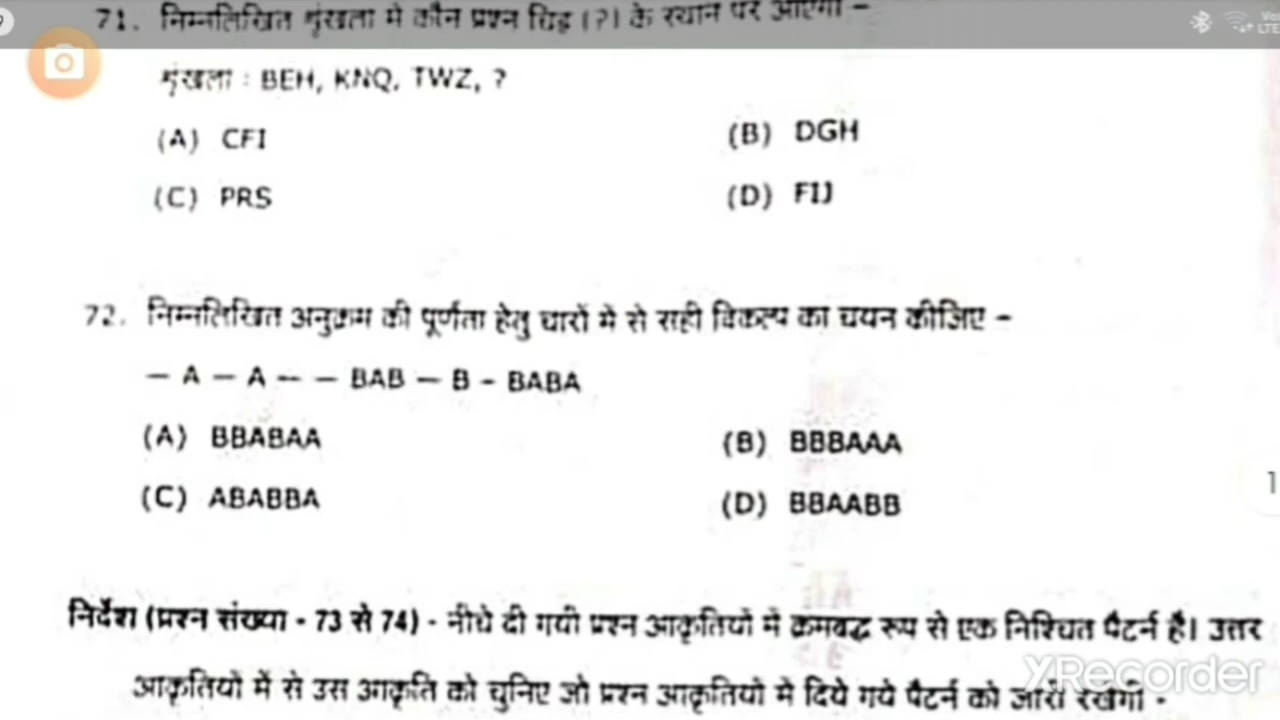 71. निम्नलिखित शृंखला मे कौन प्रश्न चिह्न (?) के स्थान पर आएगा –
शृंखला : BEH, KNQ, TWZ, ?
(A) CFI
(B) DGH
(C) PRS
(D) FIJ
72. निम्नलिखित अनुक्रम की पूर्णता हेतु चारों मे से सही विकल्प का चयन कीजिए –
– A – A – – BAB – B - BABA
(A) BBABAA
(B) BBBAAA
(C) ABABBA
(D) BBAABB
1
निर्देश (प्रश्न संख्या - 73 से 74) - नीचे दी गयी प्रश्न आकृतियों में क्रमबद्ध रूप से एक निश्चित पैटर्न है। उत्तर
आकृतियों में से उस आकृति को चुनिए जो प्रश्न आकृतियो मे दिये गये पैटर्न को जारी रखेगी -
XRecorder